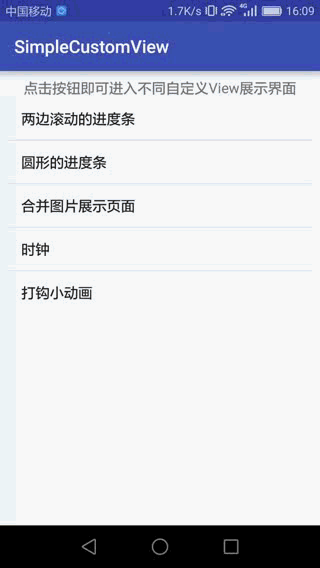 中国移动 1.7K/s 4G 16:09
SimpleCustomView
点击按钮即可进入不同自定义View展示界面
两边滚动的进度条
圆形的进度条
合并图片展示页面
时钟
打钩小动画